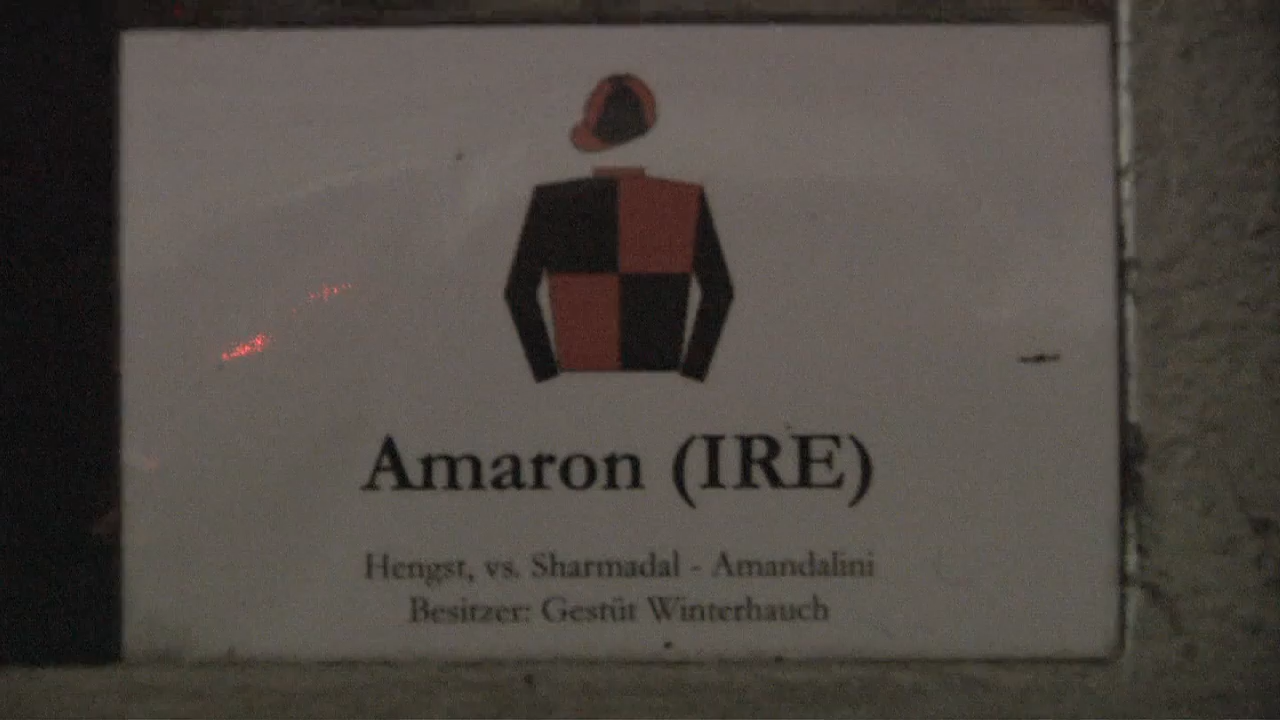 Amaron (IRE)
Hengst, vs. Sharmadal - Amandalini
Besitzer: Gestüt Winterhauch